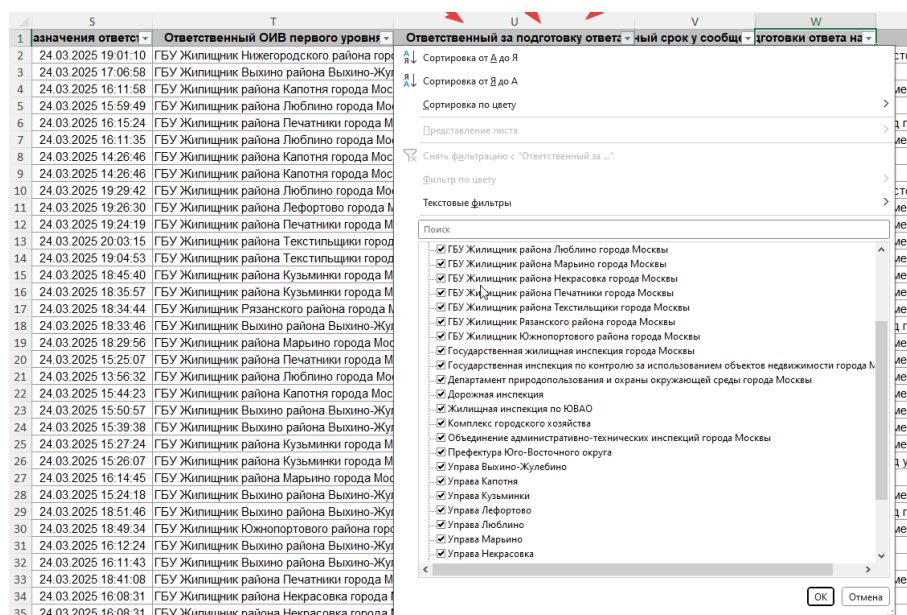 S T U V W
1 азначения ответст Ответственный ОИВ первого уровня Ответственный за подготовку ответа ный срок у сообще дготовки ответа на
2 24.03.2025 19:01:10 ГБУ Жилищник Нижегородского района горо
3 24.03.2025 17:06:58 ГБУ Жилищник Выхино района Выхино-Жул
4 24.03.2025 16:11:58 ГБУ Жилищник района Капотня города Мос
5 24.03.2025 15:59:49 ГБУ Жилищник района Люблино города Мо
6 24.03.2025 16:15:24 ГБУ Жилищник района Печатники города М
7 24.03.2025 16:11:35 ГБУ Жилищник района Люблино города Мо
8 24.03.2025 14:26:46 ГБУ Жилищник района Капотня города Мос
9 24.03.2025 14:26:46 ГБУ Жилищник района Капотня города Мос
10 24.03.2025 19:29:42 ГБУ Жилищник района Люблино города Мо
11 24.03.2025 19:26:30 ГБУ Жилищник района Лефортово города М
12 24.03.2025 19:24:19 ГБУ Жилищник района Печатники города М
13 24.03.2025 20:03:15 ГБУ Жилищник района Текстильщики город
14 24.03.2025 19:04:53 ГБУ Жилищник района Текстильщики город
15 24.03.2025 18:45:40 ГБУ Жилищник района Кузьминки города М
16 24.03.2025 18:35:57 ГБУ Жилищник района Кузьминки города М
17 24.03.2025 18:34:44 ГБУ Жилищник Рязанского района города М
18 24.03.2025 18:33:46 ГБУ Жилищник Выхино района Выхино-Жул
19 24.03.2025 18:29:56 ГБУ Жилищник района Марьино города Мос
20 24.03.2025 15:25:07 ГБУ Жилищник района Печатники города М
21 24.03.2025 13:56:32 ГБУ Жилищник района Люблино города Мо
22 24.03.2025 15:44:23 ГБУ Жилищник района Капотня города Мос
23 24.03.2025 15:50:57 ГБУ Жилищник Выхино района Выхино-Жул
24 24.03.2025 15:39:38 ГБУ Жилищник Выхино района Выхино-Жул
25 24.03.2025 15:27:24 ГБУ Жилищник района Кузьминки города М
26 24.03.2025 15:26:07 ГБУ Жилищник района Кузьминки города М
27 24.03.2025 16:14:45 ГБУ Жилищник района Марьино города Мос
28 24.03.2025 15:24:18 ГБУ Жилищник Выхино района Выхино-Жул
29 24.03.2025 18:51:46 ГБУ Жилищник Выхино района Выхино-Жул
30 24.03.2025 18:49:34 ГБУ Жилищник Южнопортового района горо
31 24.03.2025 16:12:24 ГБУ Жилищник Выхино района Выхино-Жул
32 24.03.2025 16:11:43 ГБУ Жилищник Выхино района Выхино-Жул
33 24.03.2025 18:41:08 ГБУ Жилищник района Печатники города М
34 24.03.2025 16:08:31 ГБУ Жилищник района Некрасовка города
35 24.03.2025 16:08:31 ГБУ Жилищник района Некрасовка города
Сортировка от А до Я
Сортировка от Я до А
Сортировка по цвету
Представление листа
Снять фильтрацию с "Ответственный за ..."
Фильтр по цвету
Текстовые фильтры
Поиск
ГБУ Жилищник района Люблино города Москвы
ГБУ Жилищник района Марьино города Москвы
ГБУ Жилищник района Некрасовка города Москвы
ГБУ Жилищник района Печатники города Москвы
ГБУ Жилищник района Текстильщики города Москвы
ГБУ Жилищник Рязанского района города Москвы
ГБУ Жилищник Южнопортового района города Москвы
Государственная жилищная инспекция города Москвы
Государственная инспекция по контролю за использованием объектов недвижимости города М
Департамент природопользования и охраны окружающей среды города Москвы
Дорожная инспекция
Жилищная инспекция по ЮВАО
Комплекс городского хозяйства
Объединение административно-технических инспекций города Москвы
Префектура Юго-Восточного округа
Управа Выхино-Жулебино
Управа Капотня
Управа Кузьминки
Управа Лефортово
Управа Люблино
Управа Марьино
Управа Некрасовка
ОК Отмена